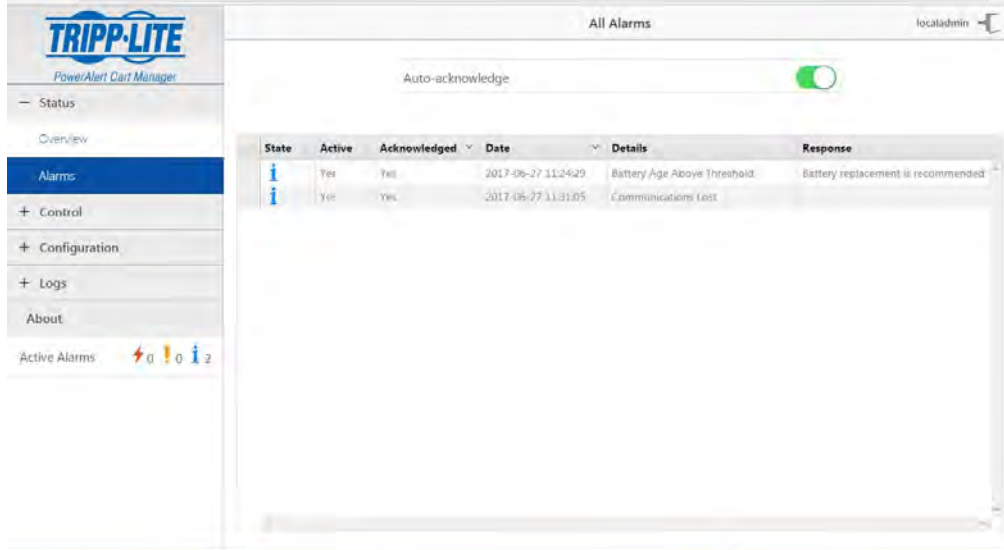 TRIPP·LITE
PowerAlert Cart Manager
All Alarms
localadmin
Auto-acknowledge
— Status
Overview
Alarms
+ Control
+ Configuration
+ Logs
About
Active Alarms 0 0 2
State Active Acknowledged Date Details Response
Yes Yes 2017-06-27 11:24:29 Battery Age Above Threshold Battery replacement is recommended
Yes Yes 2017-06-27 11:31:05 Communications Lost